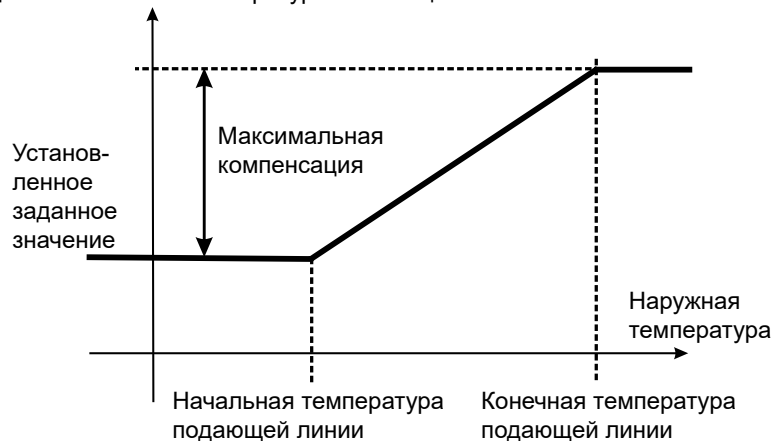 Максимальная
компенсация
Установ-
ленное
заданное
значение
Наружная
температура
Начальная температура
подающей линии
Конечная температура
подающей линии